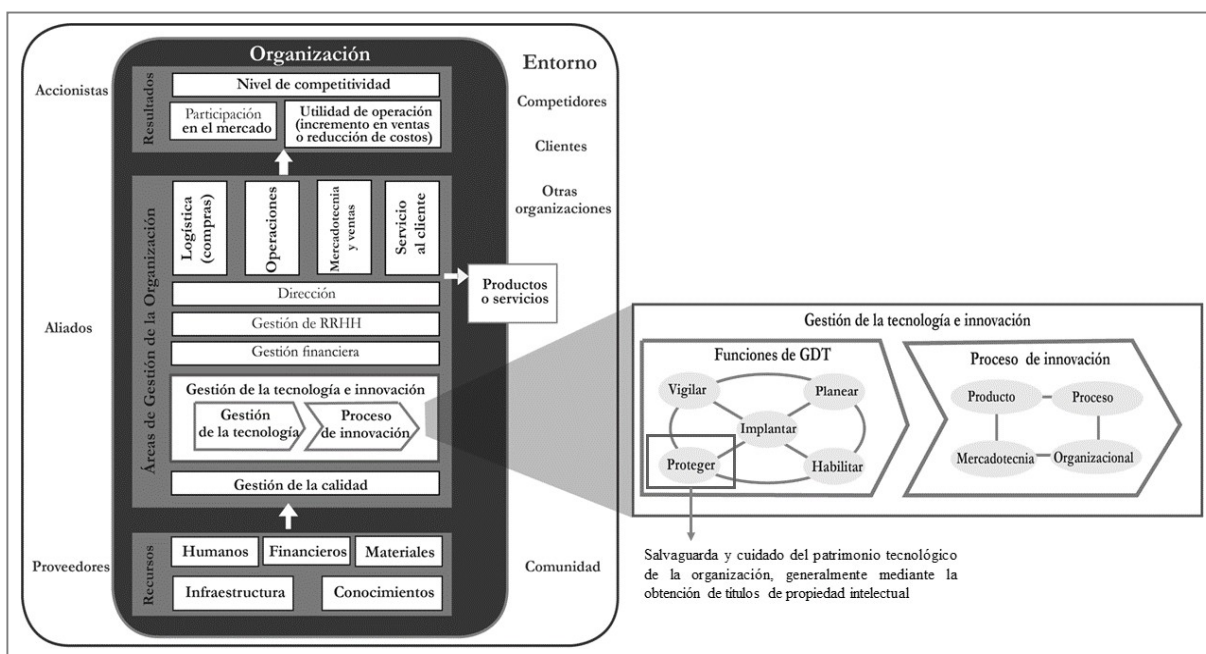 Organización
Entorno
Accionistas
Aliados
Proveedores
Competidores
Clientes
Otras
organizaciones
Comunidad
Resultados
Nivel de competitividad
Participación
en el mercado
Utilidad de operación
(incremento en ventas
o reducción de costos)
Áreas de Gestión de la Organización
Logística
(compras)
Operaciones
Mercadotecnia
y ventas
Servicio
al cliente
Productos
o servicios
Dirección
Gestión de RRHH
Gestión financiera
Gestión de la tecnología e innovación
Gestión
de la tecnología
Proceso
de innovación
Gestión de la calidad
Recursos
Humanos
Financieros
Materiales
Infraestructura
Conocimientos
Gestión de la tecnología e innovación
Funciones de GDT
Vigilar
Planear
Implantar
Proteger
Habilitar
Proceso de innovación
Producto
Proceso
Mercadotecnia
Organizacional
Salvaguarda y cuidado del patrimonio tecnológico
de la organización, generalmente mediante la
obtención de titulos de propiedad intelectual